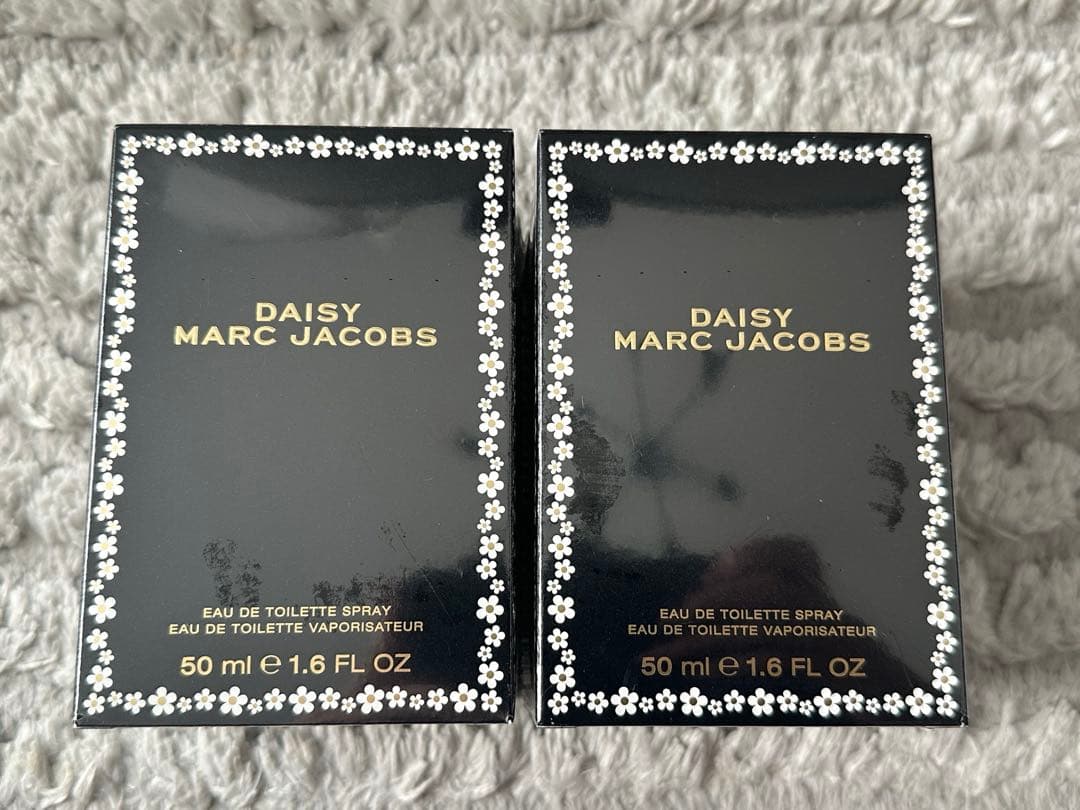 DAISY
MARC JACOBS
EAU DE TOILETTE SPRAY
EAU DE TOILETTE VAPORISATEUR
50 ml ℮ 1.6 FL OZ
DAISY
MARC JACOBS
EAU DE TOILETTE SPRAY
EAU DE TOILETTE VAPORISATEUR
50 ml ℮ 1.6 FL OZ